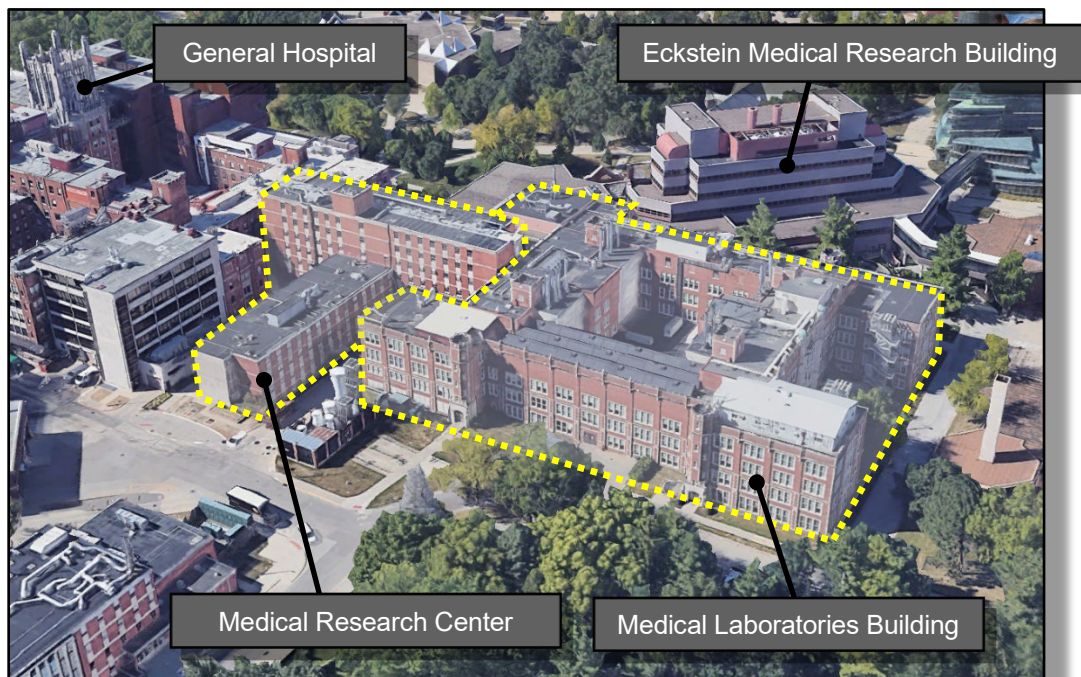 General Hospital
Eckstein Medical Research Building
Medical Research Center
Medical Laboratories Building